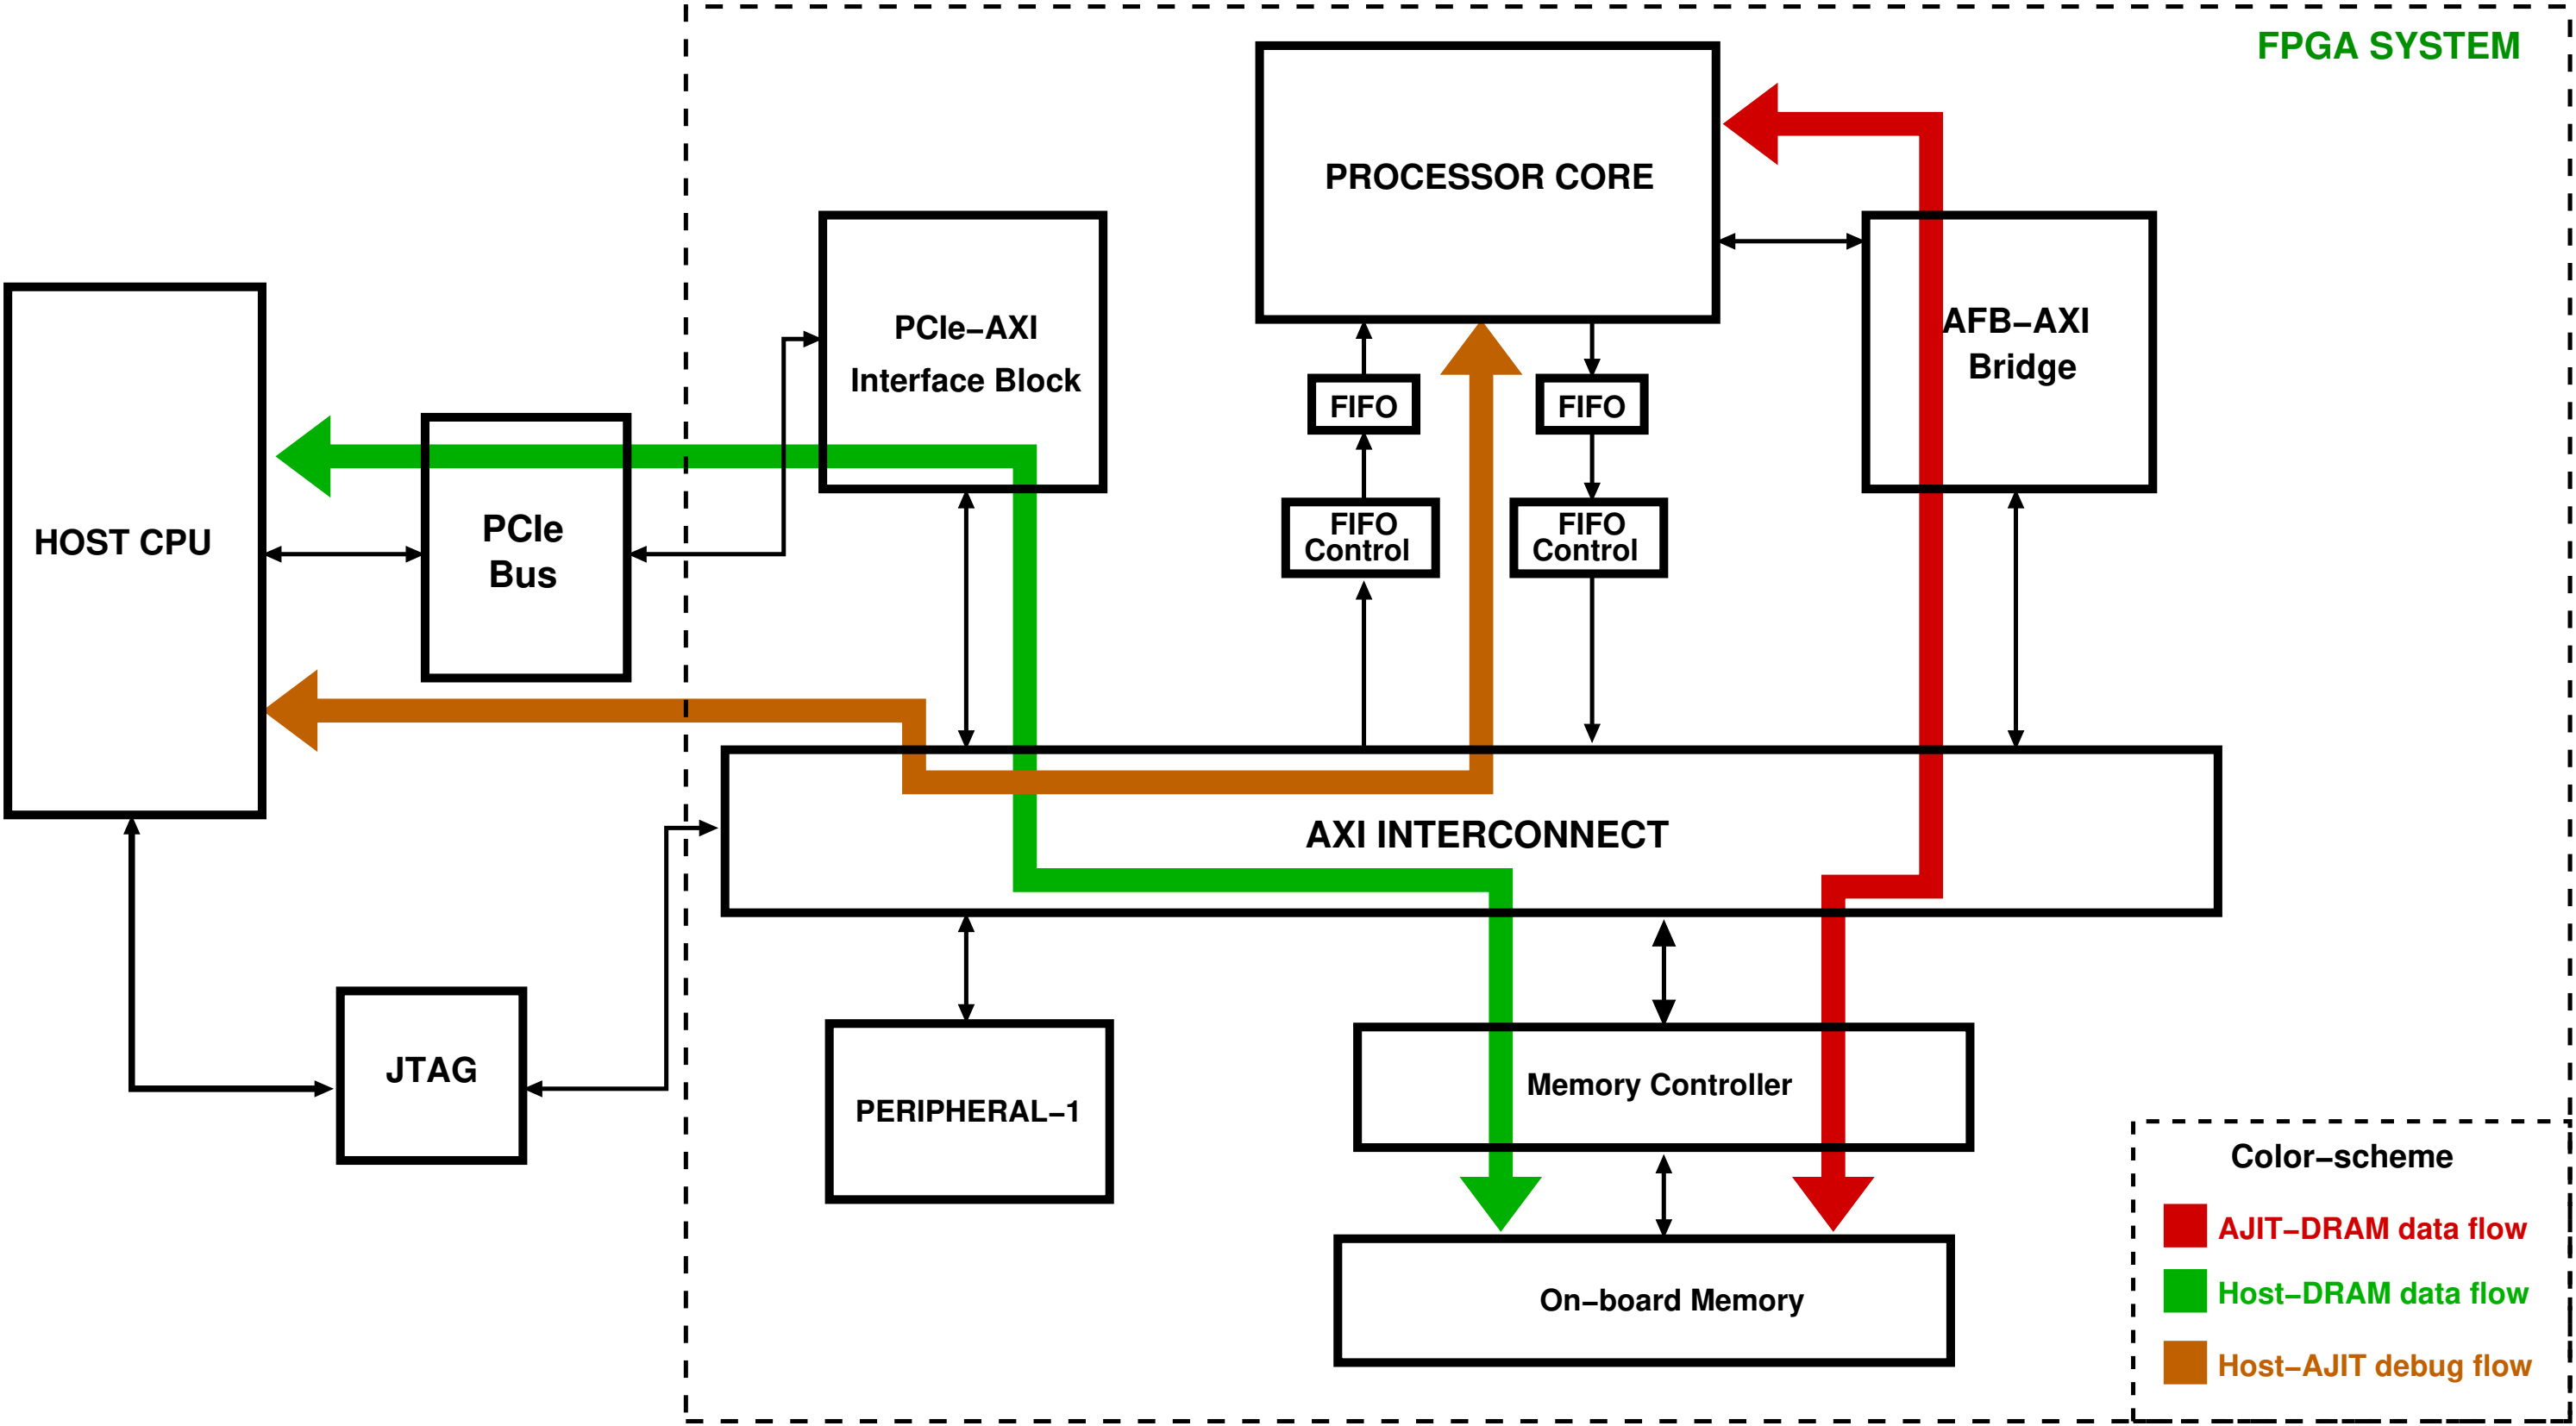 FPGA SYSTEM
PROCESSOR CORE
PCIe–AXI
Interface Block
AFB–AXI
Bridge
HOST CPU
PCIe
Bus
FIFO
FIFO
FIFO
Control
FIFO
Control
AXI INTERCONNECT
JTAG
PERIPHERAL–1
Memory Controller
On–board Memory
Color–scheme
AJIT–DRAM data flow
Host–DRAM data flow
Host–AJIT debug flow